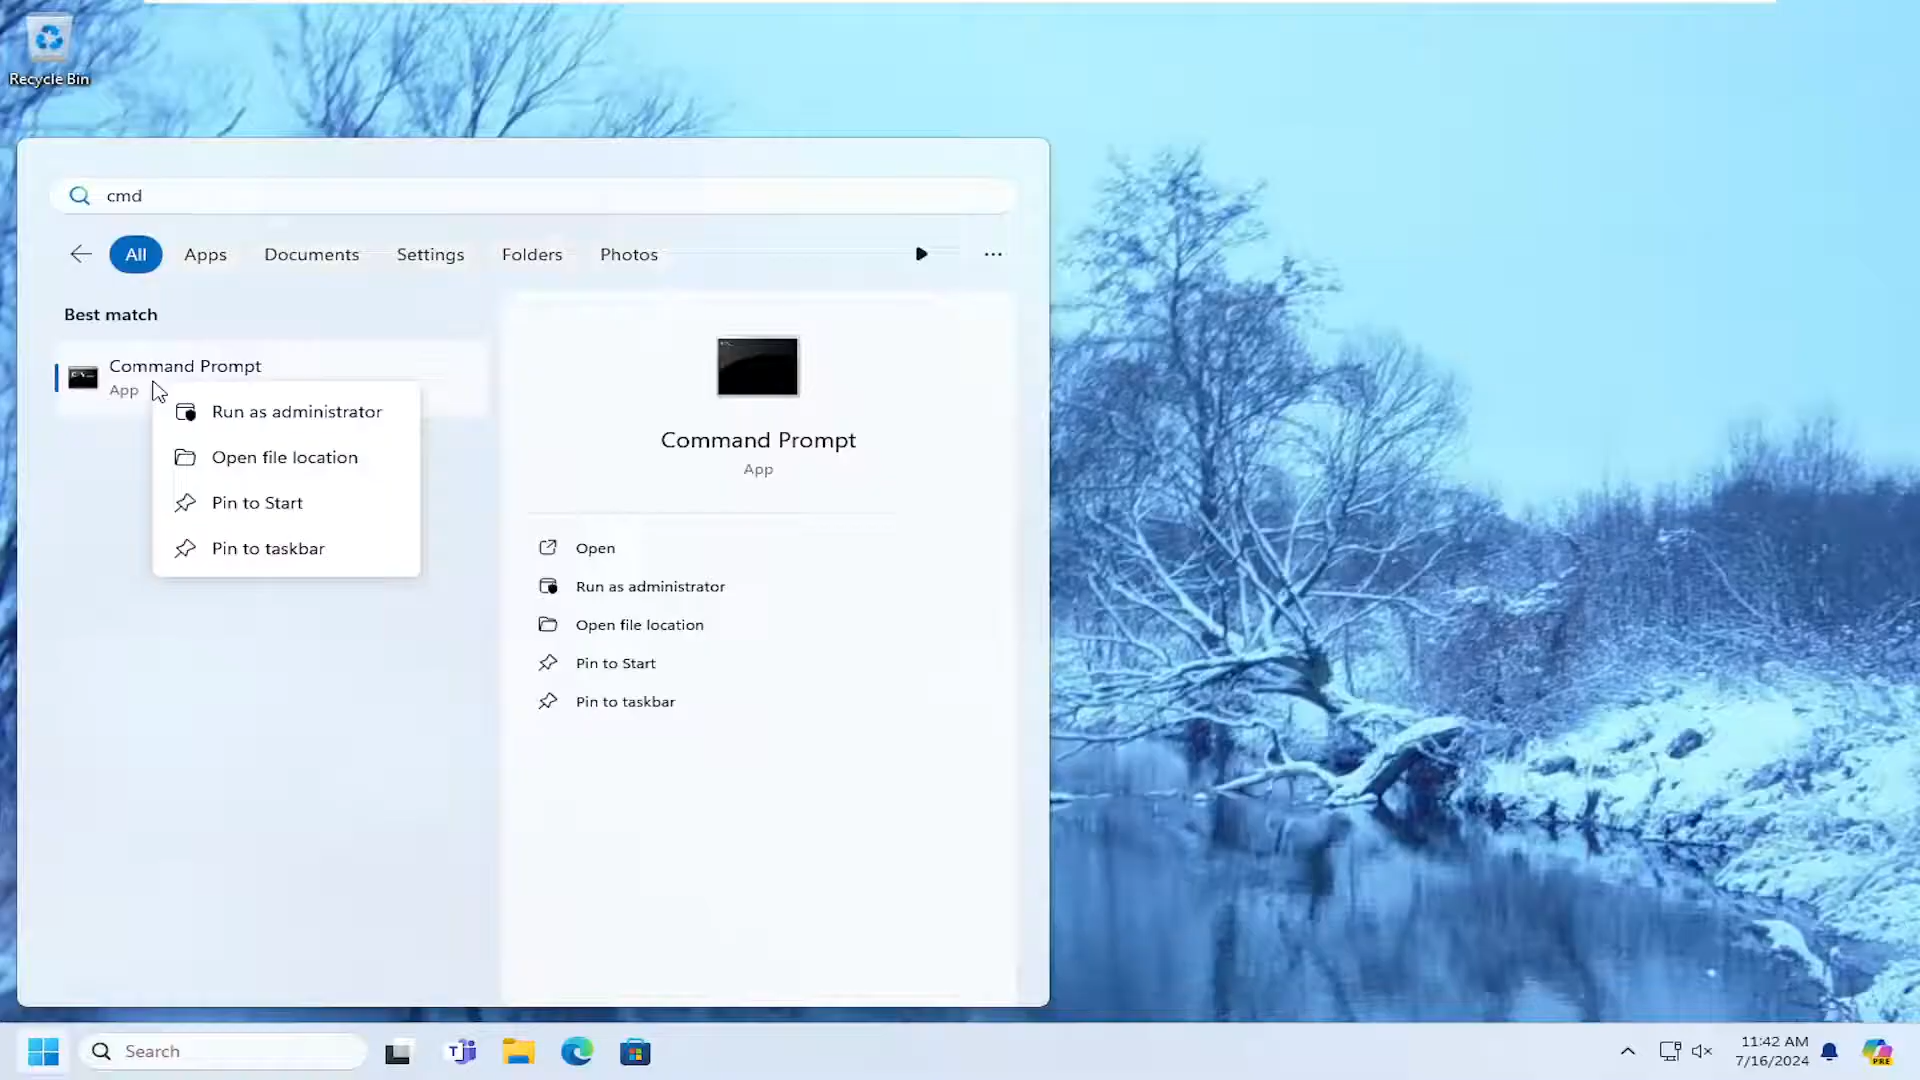 Recycle Bin
cmd
All Apps Documents Settings Folders Photos
Best match
Command Prompt
App
Run as administrator
Open file location
Pin to Start
Pin to taskbar
Command Prompt
App
Open
Run as administrator
Open file location
Pin to Start
Pin to taskbar
Search
11:42 AM
7/16/2024
PRE